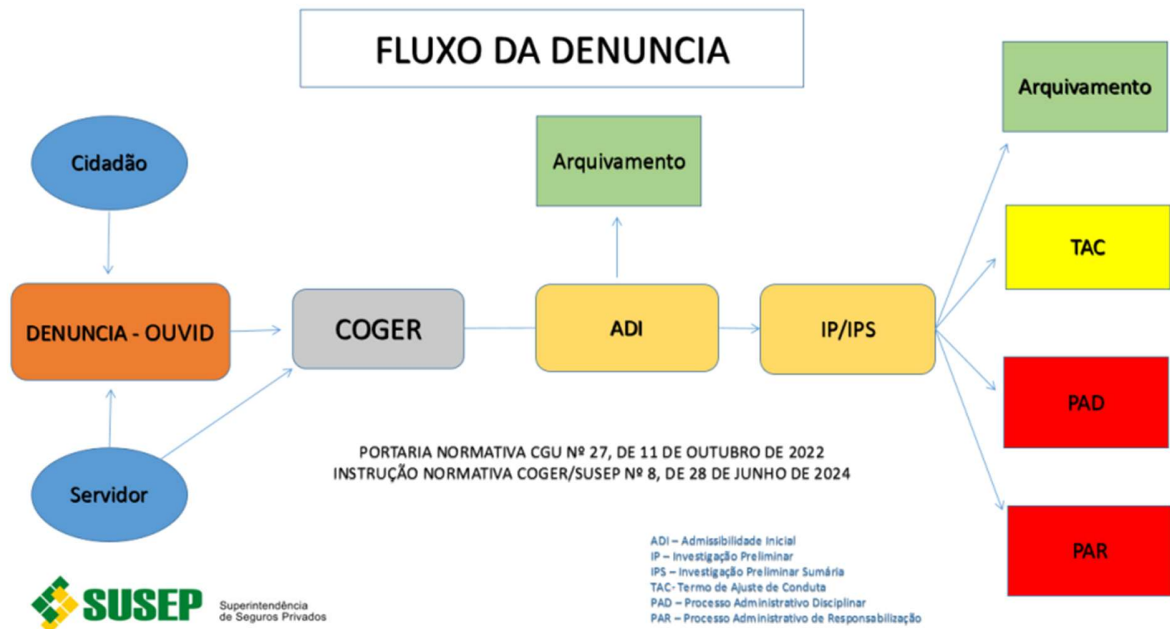 FLUXO DA DENUNCIA
Arquivamento
Cidadão
Arquivamento
TAC
DENUNCIA - OUVID
COGER
ADI
IP/IPS
PAD
PORTARIA NORMATIVA CGU Nº 27, DE 11 DE OUTUBRO DE 2022
INSTRUÇÃO NORMATIVA COGER/SUSEP Nº 8, DE 28 DE JUNHO DE 2024
Servidor
PAR
ADI – Admissibilidade Inicial
IP – Investigação Preliminar
IPS – Investigação Preliminar Sumária
TAC- Termo de Ajuste de Conduta
PAD – Processo Administrativo Disciplinar
PAR – Processo Administrativo de Responsabilização
SUSEP
Superintendência
de Seguros Privados